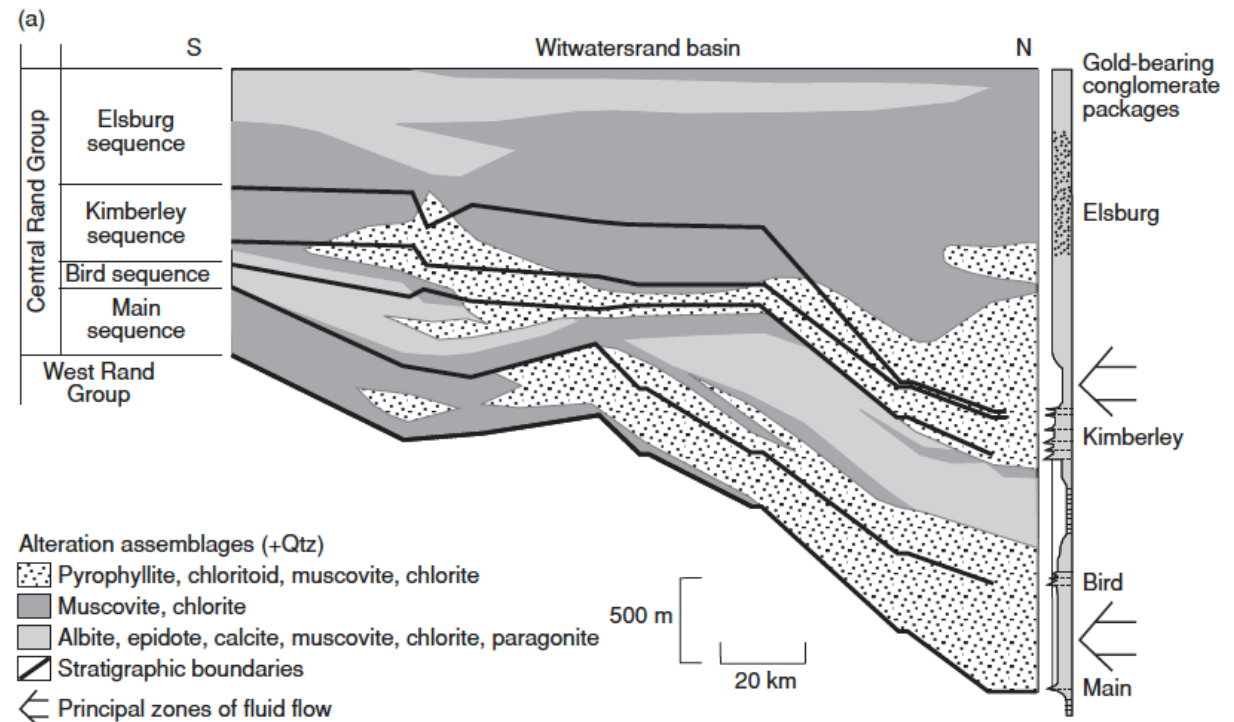 (a)
S
Witwatersrand basin
N
Gold-bearing
conglomerate
packages
Central Rand Group
Elsburg
sequence
Kimberley
sequence
Bird sequence
Main
sequence
West Rand
Group
Elsburg
Kimberley
Bird
Main
Alteration assemblages (+Qtz)
Pyrophyllite, chloritoid, muscovite, chlorite
Muscovite, chlorite
Albite, epidote, calcite, muscovite, chlorite, paragonite
Stratigraphic boundaries
Principal zones of fluid flow
500 m
20 km